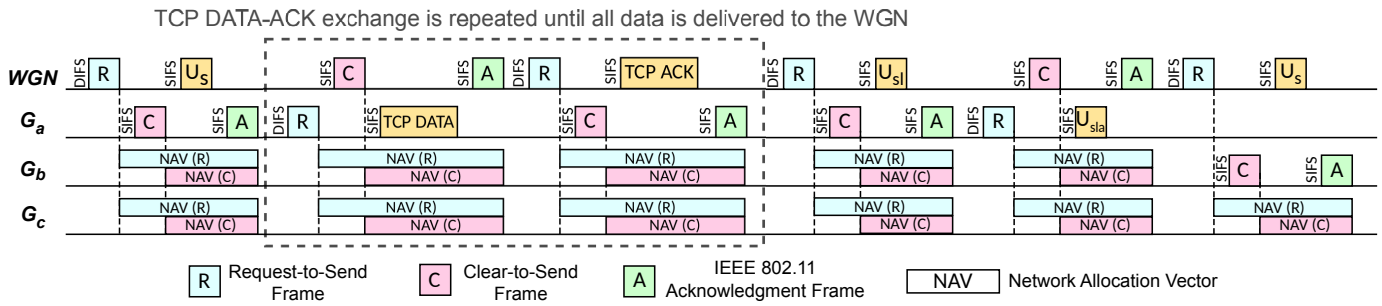 TCP DATA-ACK exchange is repeated until all data is delivered to the WGN
WGN DIFS R SIFS Us SIFS C SIFS A DIFS R SIFS TCP ACK DIFS R SIFS Usl SIFS C SIFS A DIFS R SIFS Us
Ga SIFS C SIFS A DIFS R SIFS TCP DATA SIFS C SIFS A SIFS C SIFS A DIFS R SIFS Usla
Gb NAV (R) NAV (R) NAV (R) NAV (R) NAV (R) SIFS C SIFS A
NAV (C) NAV (C) NAV (C) NAV (C) NAV (C)
Gc NAV (R) NAV (R) NAV (R) NAV (R) NAV (R) NAV (R)
NAV (C) NAV (C) NAV (C) NAV (C) NAV (C) NAV (C)
R Request-to-Send Frame C Clear-to-Send Frame A IEEE 802.11 Acknowledgment Frame NAV Network Allocation Vector